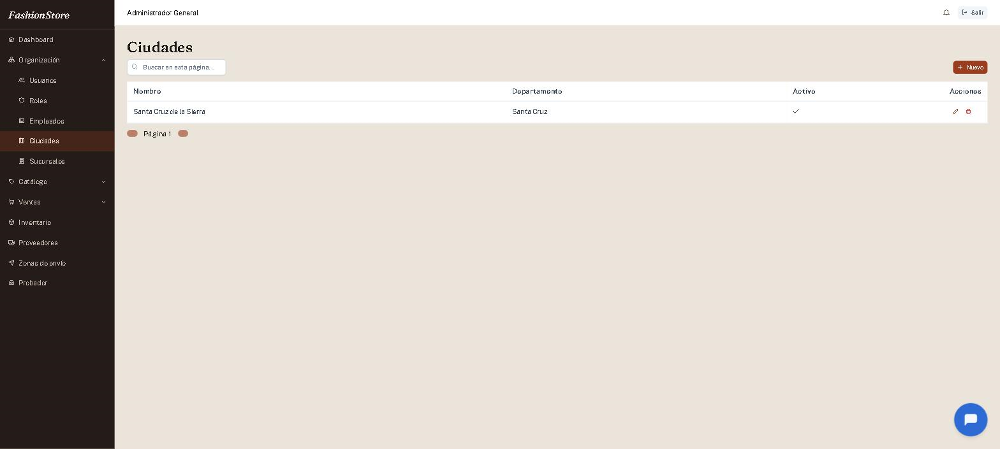 FashionStore
Administrador General
Salir
Dashboard
Organización
Usuarios
Roles
Empleados
Ciudades
Sucursales
Catálogo
Ventas
Inventario
Proveedores
Zonas de envío
Probador
Ciudades
Buscar en esta página...
Nuevo
Nombre Departamento Activo Acciones
Santa Cruz de la Sierra Santa Cruz
Página 1